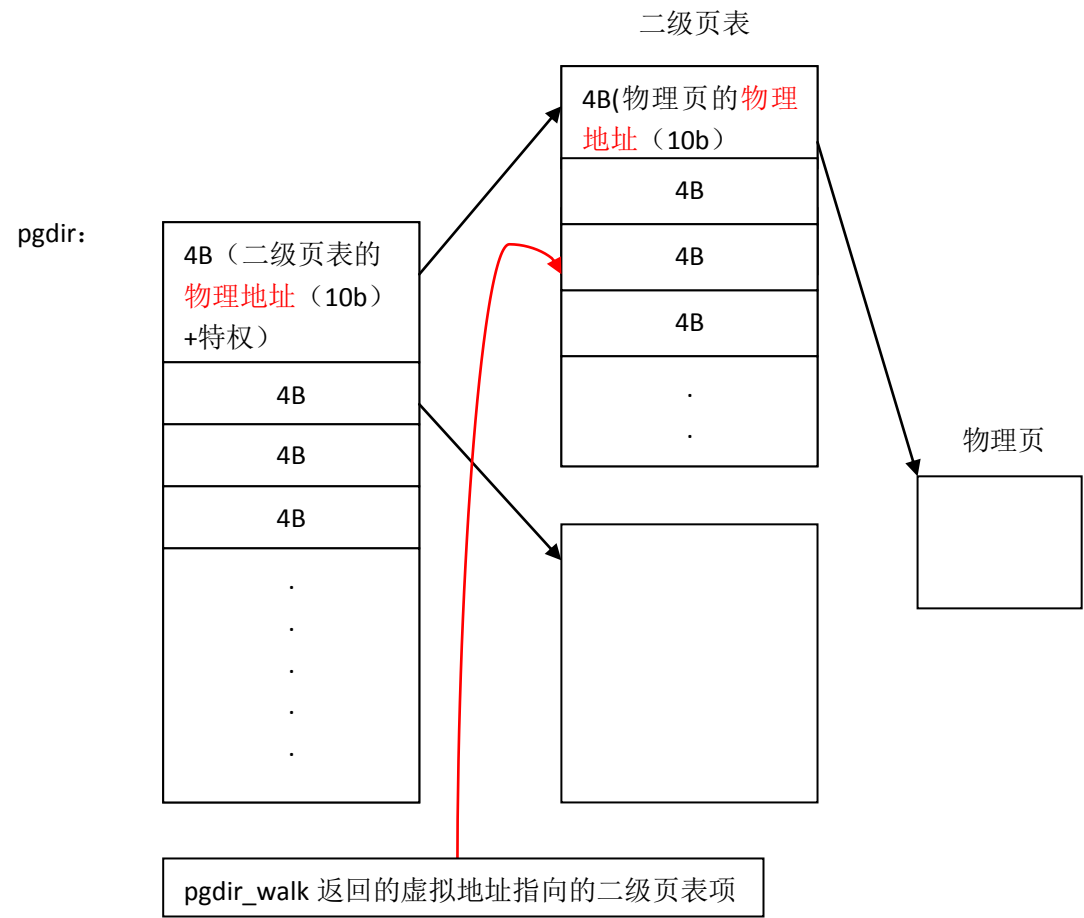 二级页表
4B(物理页的物理
地址（10b）
4B
4B
4B
.
.
pgdir：
4B（二级页表的
物理地址（10b）
+特权）
4B
4B
4B
.
.
.
.
.
物理页
pgdir_walk 返回的虚拟地址指向的二级页表项